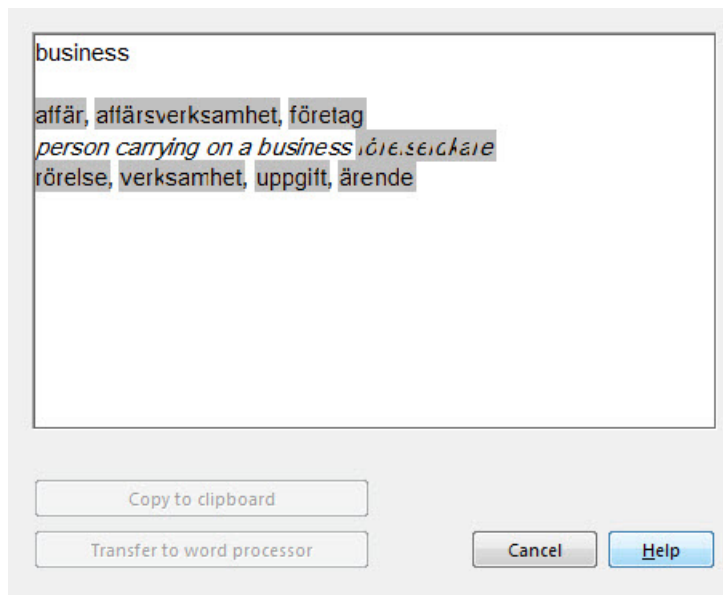 business
affär, affärsverksamhet, företag
person carrying on a business
rörelse, verksamhet, uppgift, ärende
Copy to clipboard
Transfer to word processor
Cancel
Help